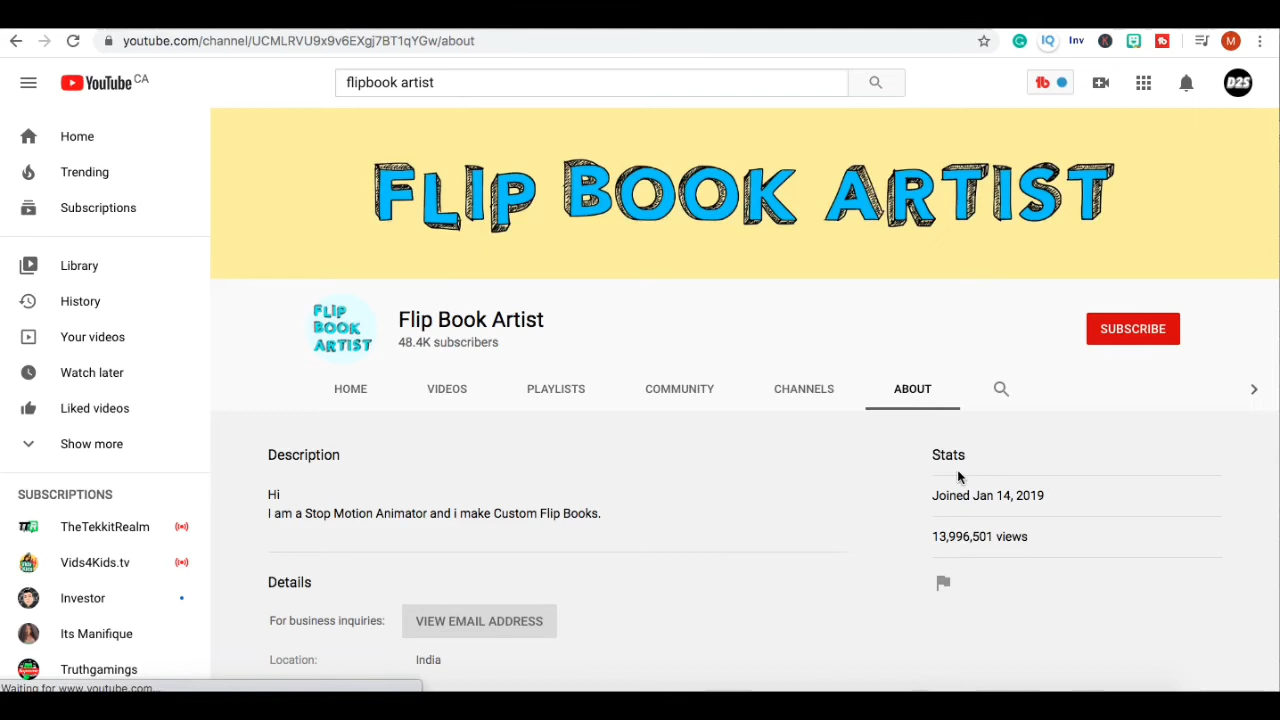 youtube.com/channel/UCMLRVU9x9v6EXgj7BT1qYGw/about
IQ
Inv
K
M
YouTube CA
flipbook artist
tb
D2S
Home
Trending
Subscriptions
Library
History
Your videos
Watch later
Liked videos
Show more
SUBSCRIPTIONS
TheTekkitRealm
Vids4Kids.tv
Investor
Its Manifique
Truthgamings
FLIP BOOK ARTIST
FLIP
BOOK
ARTIST
Flip Book Artist
48.4K subscribers
SUBSCRIBE
HOME
VIDEOS
PLAYLISTS
COMMUNITY
CHANNELS
ABOUT
Description
Hi
I am a Stop Motion Animator and i make Custom Flip Books.
Details
For business inquiries:
VIEW EMAIL ADDRESS
Location:
India
Stats
Joined Jan 14, 2019
13,996,501 views
Waiting for www.youtube.com...